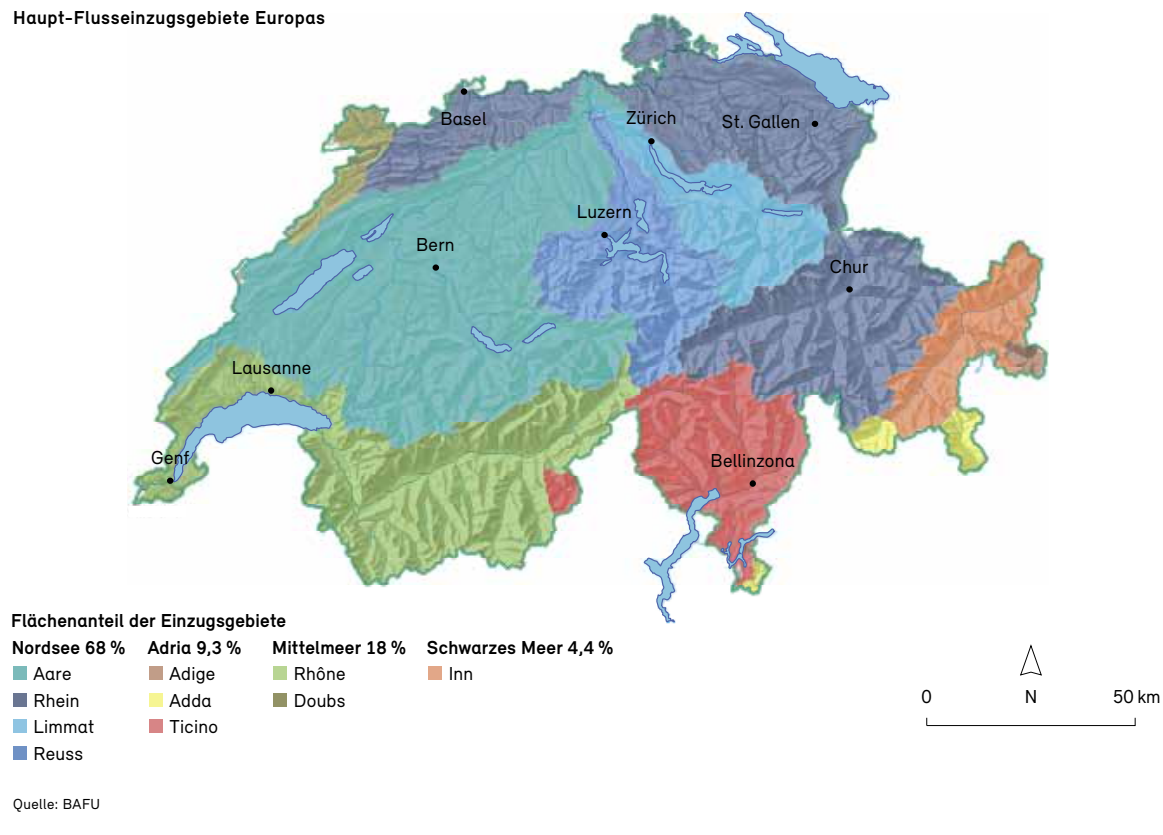 Haupt-Flusseinzugsgebiete Europas
Basel
Zürich
St. Gallen
Luzern
Bern
Chur
Lausanne
Genf
Bellinzona
Flächenanteil der Einzugsgebiete
Nordsee 68 %
Aare
Rhein
Limmat
Reuss
Adria 9,3 %
Adige
Adda
Ticino
Mittelmeer 18 %
Rhône
Doubs
Schwarzes Meer 4,4 %
Inn
0 N 50 km
Quelle: BAFU